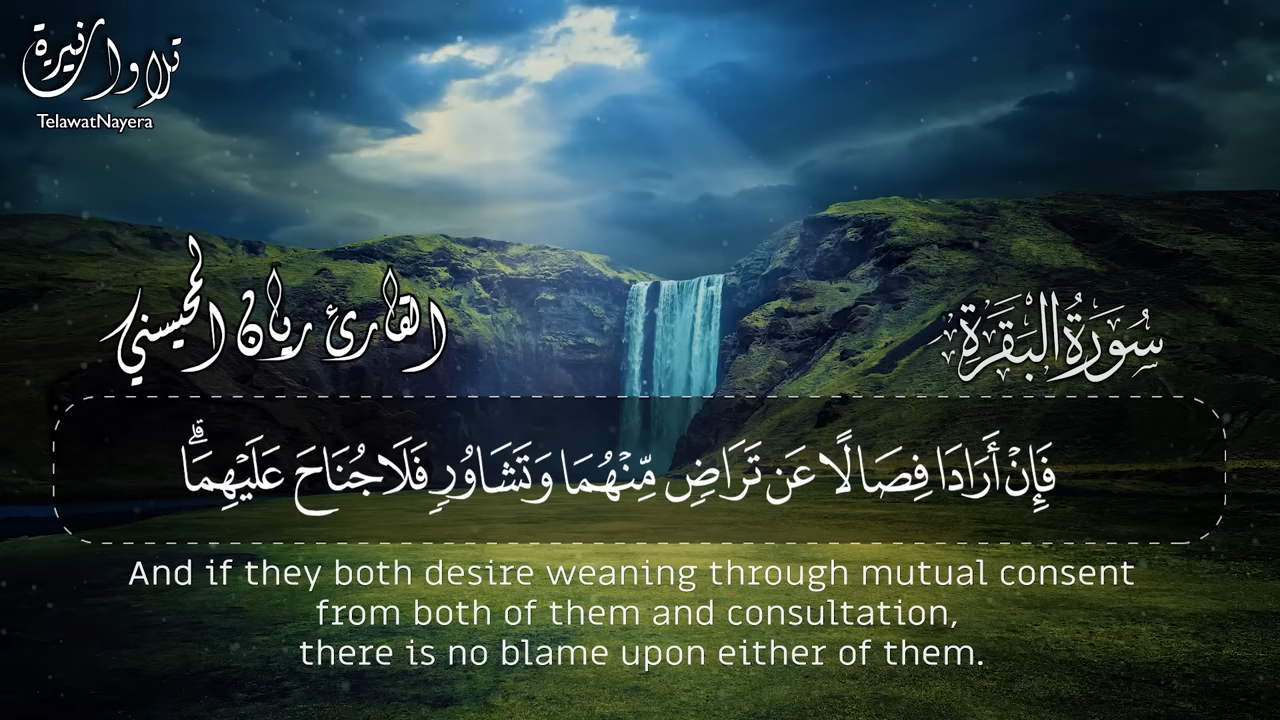 تلاوات نيرة
TelawatNayera
سُورَةُ البَقَرَةِ
القارئ ريان المحيسني
فَإِنْ أَرَادَا فِصَالًا عَن تَرَاضٍ مِّنْهُمَا وَتَشَاوُرٍ فَلَا جُنَاحَ عَلَيْهِمَاۗ
And if they both desire weaning through mutual consent
from both of them and consultation,
there is no blame upon either of them.